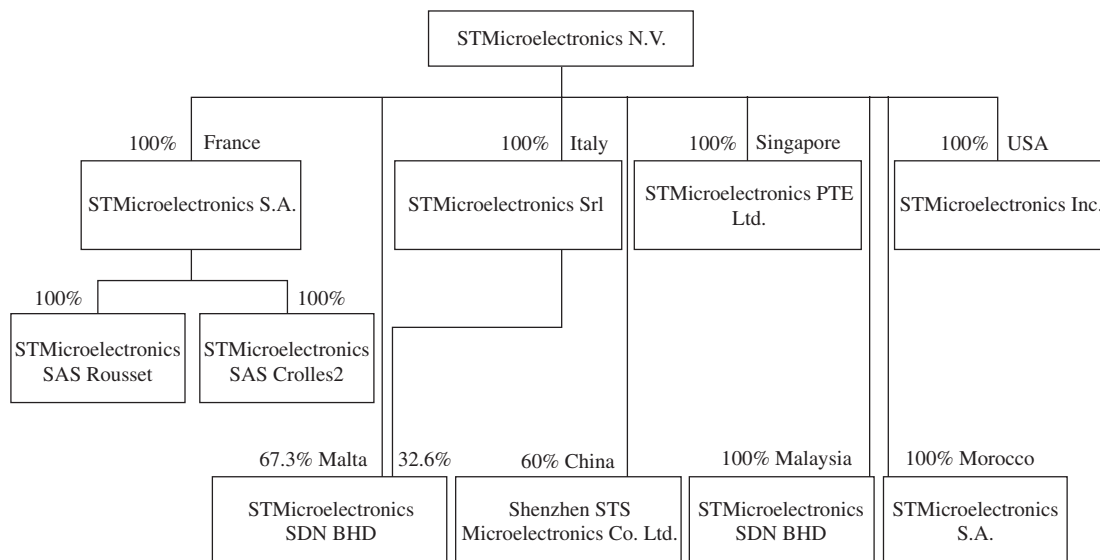 STMicroelectronics N.V.
100% France
100% Italy
100% Singapore
100% USA
STMicroelectronics S.A.
STMicroelectronics Srl
STMicroelectronics PTE
Ltd.
STMicroelectronics Inc.
100%
100%
STMicroelectronics
SAS Rousset
STMicroelectronics
SAS Crolles2
67.3% Malta
32.6%
60% China
100% Malaysia
100% Morocco
STMicroelectronics
SDN BHD
Shenzhen STS
Microelectronics Co. Ltd.
STMicroelectronics
SDN BHD
STMicroelectronics
S.A.